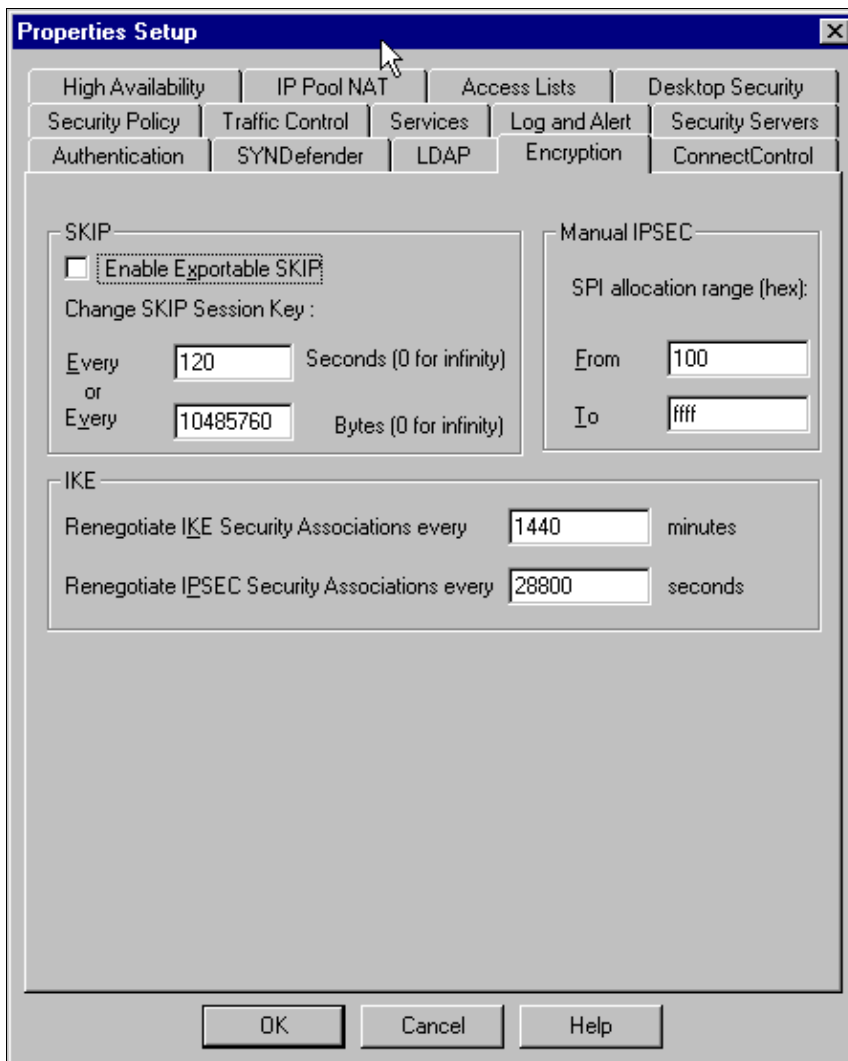 Properties Setup
High Availability IP Pool NAT Access Lists Desktop Security
Security Policy Traffic Control Services Log and Alert Security Servers
Authentication SYNDefender LDAP Encryption ConnectControl
SKIP
Enable Exportable SKIP
Change SKIP Session Key :
Every 120 Seconds (0 for infinity)
or
Every 10485760 Bytes (0 for infinity)
Manual IPSEC
SPI allocation range (hex):
From 100
To ffff
IKE
Renegotiate IKE Security Associations every 1440 minutes
Renegotiate IPSEC Security Associations every 28800 seconds
OK Cancel Help